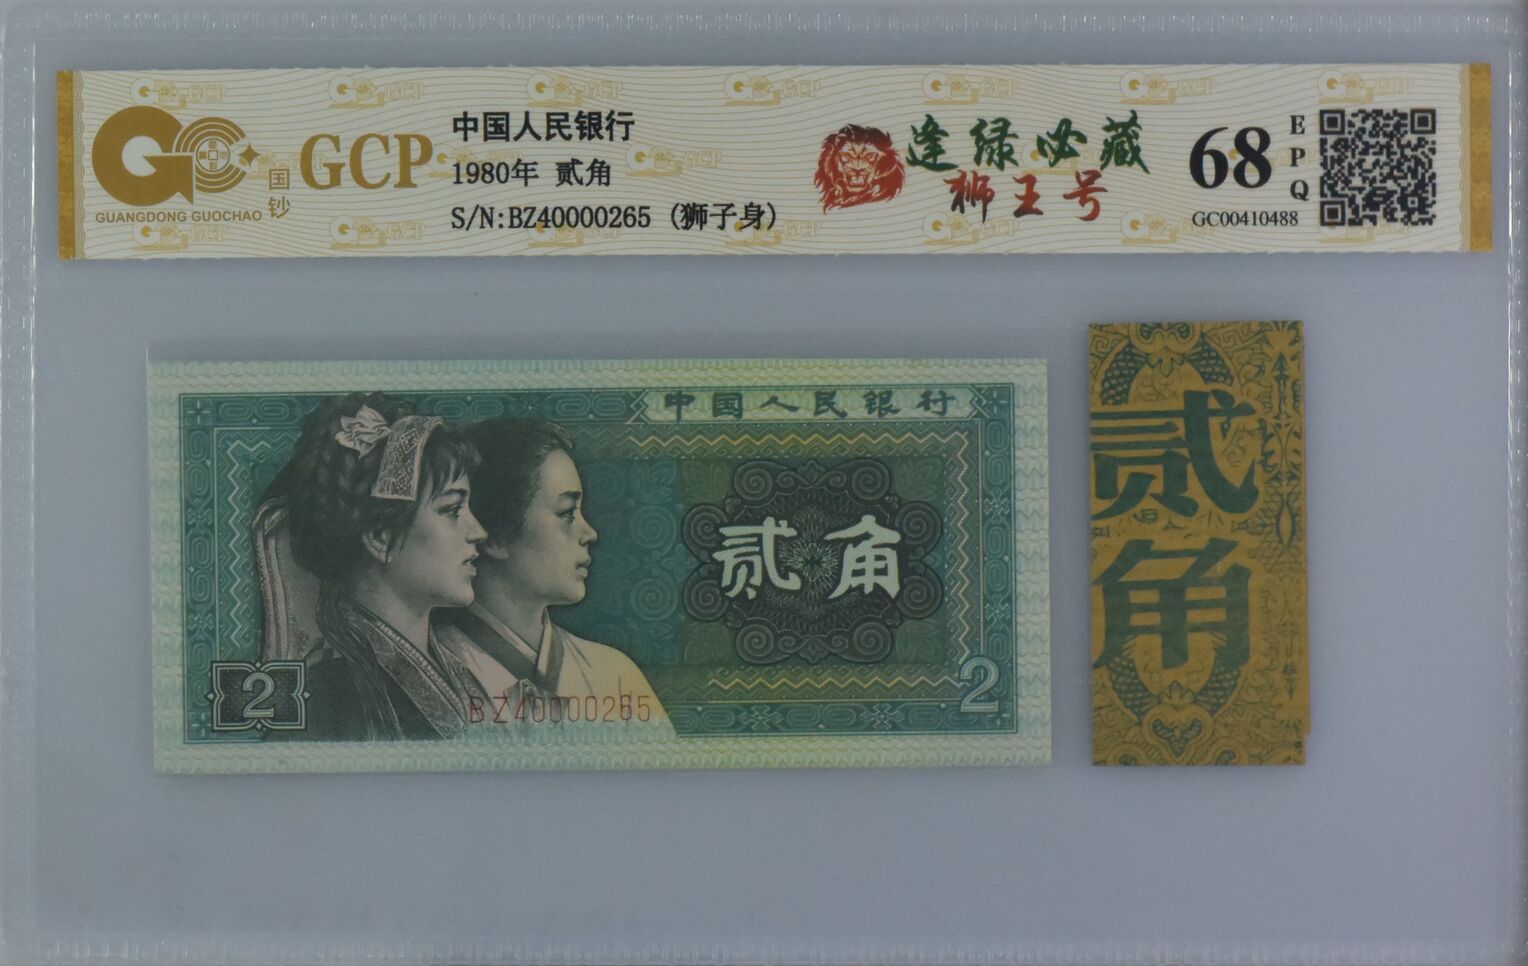 GUANGDONG GUOCHAO
国钞
GCP
中国人民银行
1980年 贰角
S/N:BZ40000265 (狮子身)
逢绿必藏
狮王号
68
EPQ
GC00410488
中国人民银行
贰角
2
2
BZ40000265
贰角